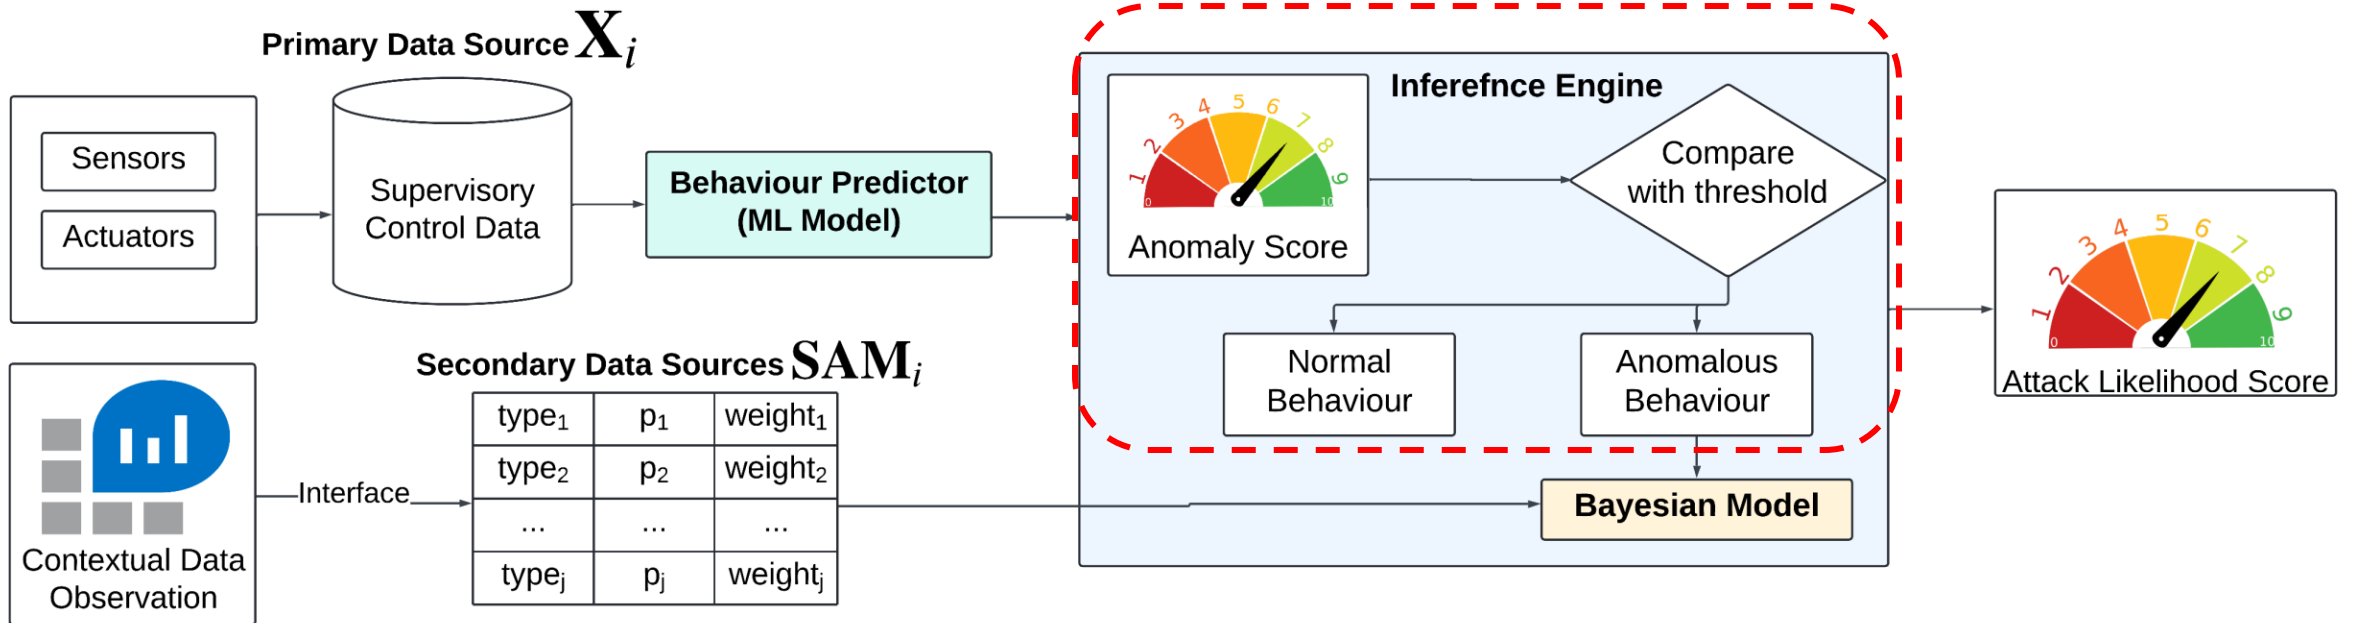 Primary Data Source Xi
Sensors
Actuators
Supervisory
Control Data
Behaviour Predictor
(ML Model)
Inferefnce Engine
0 1 2 3 4 5 6 7 8 9 10
Anomaly Score
Compare
with threshold
Normal
Behaviour
Anomalous
Behaviour
Bayesian Model
0 1 2 3 4 5 6 7 8 9 10
Attack Likelihood Score
Secondary Data Sources SAMi
Contextual Data
Observation
Interface
type1 p1 weight1
type2 p2 weight2
... ... ...
typej pj weightj